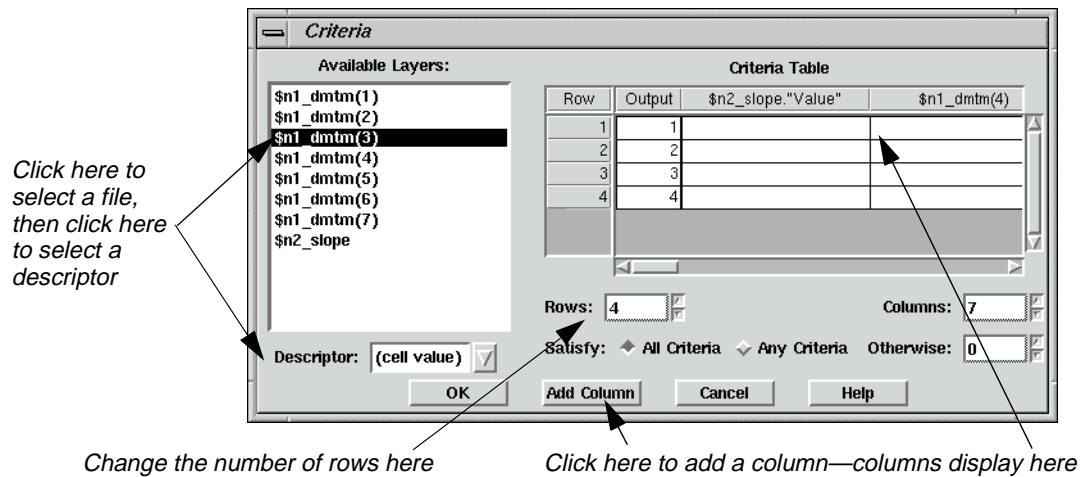 Criteria
Available Layers:
$n1_dmtm(1)
$n1_dmtm(2)
$n1_dmtm(3)
$n1_dmtm(4)
$n1_dmtm(5)
$n1_dmtm(6)
$n1_dmtm(7)
$n2_slope
Descriptor: (cell value)
Criteria Table
Row Output $n2_slope."Value" $n1_dmtm(4)
1 1
2 2
3 3
4 4
Rows: 4 Columns: 7
Satisfy: All Criteria Any Criteria Otherwise: 0
OK Add Column Cancel Help
Click here to
select a file,
then click here
to select a
descriptor
Change the number of rows here
Click here to add a column—columns display here